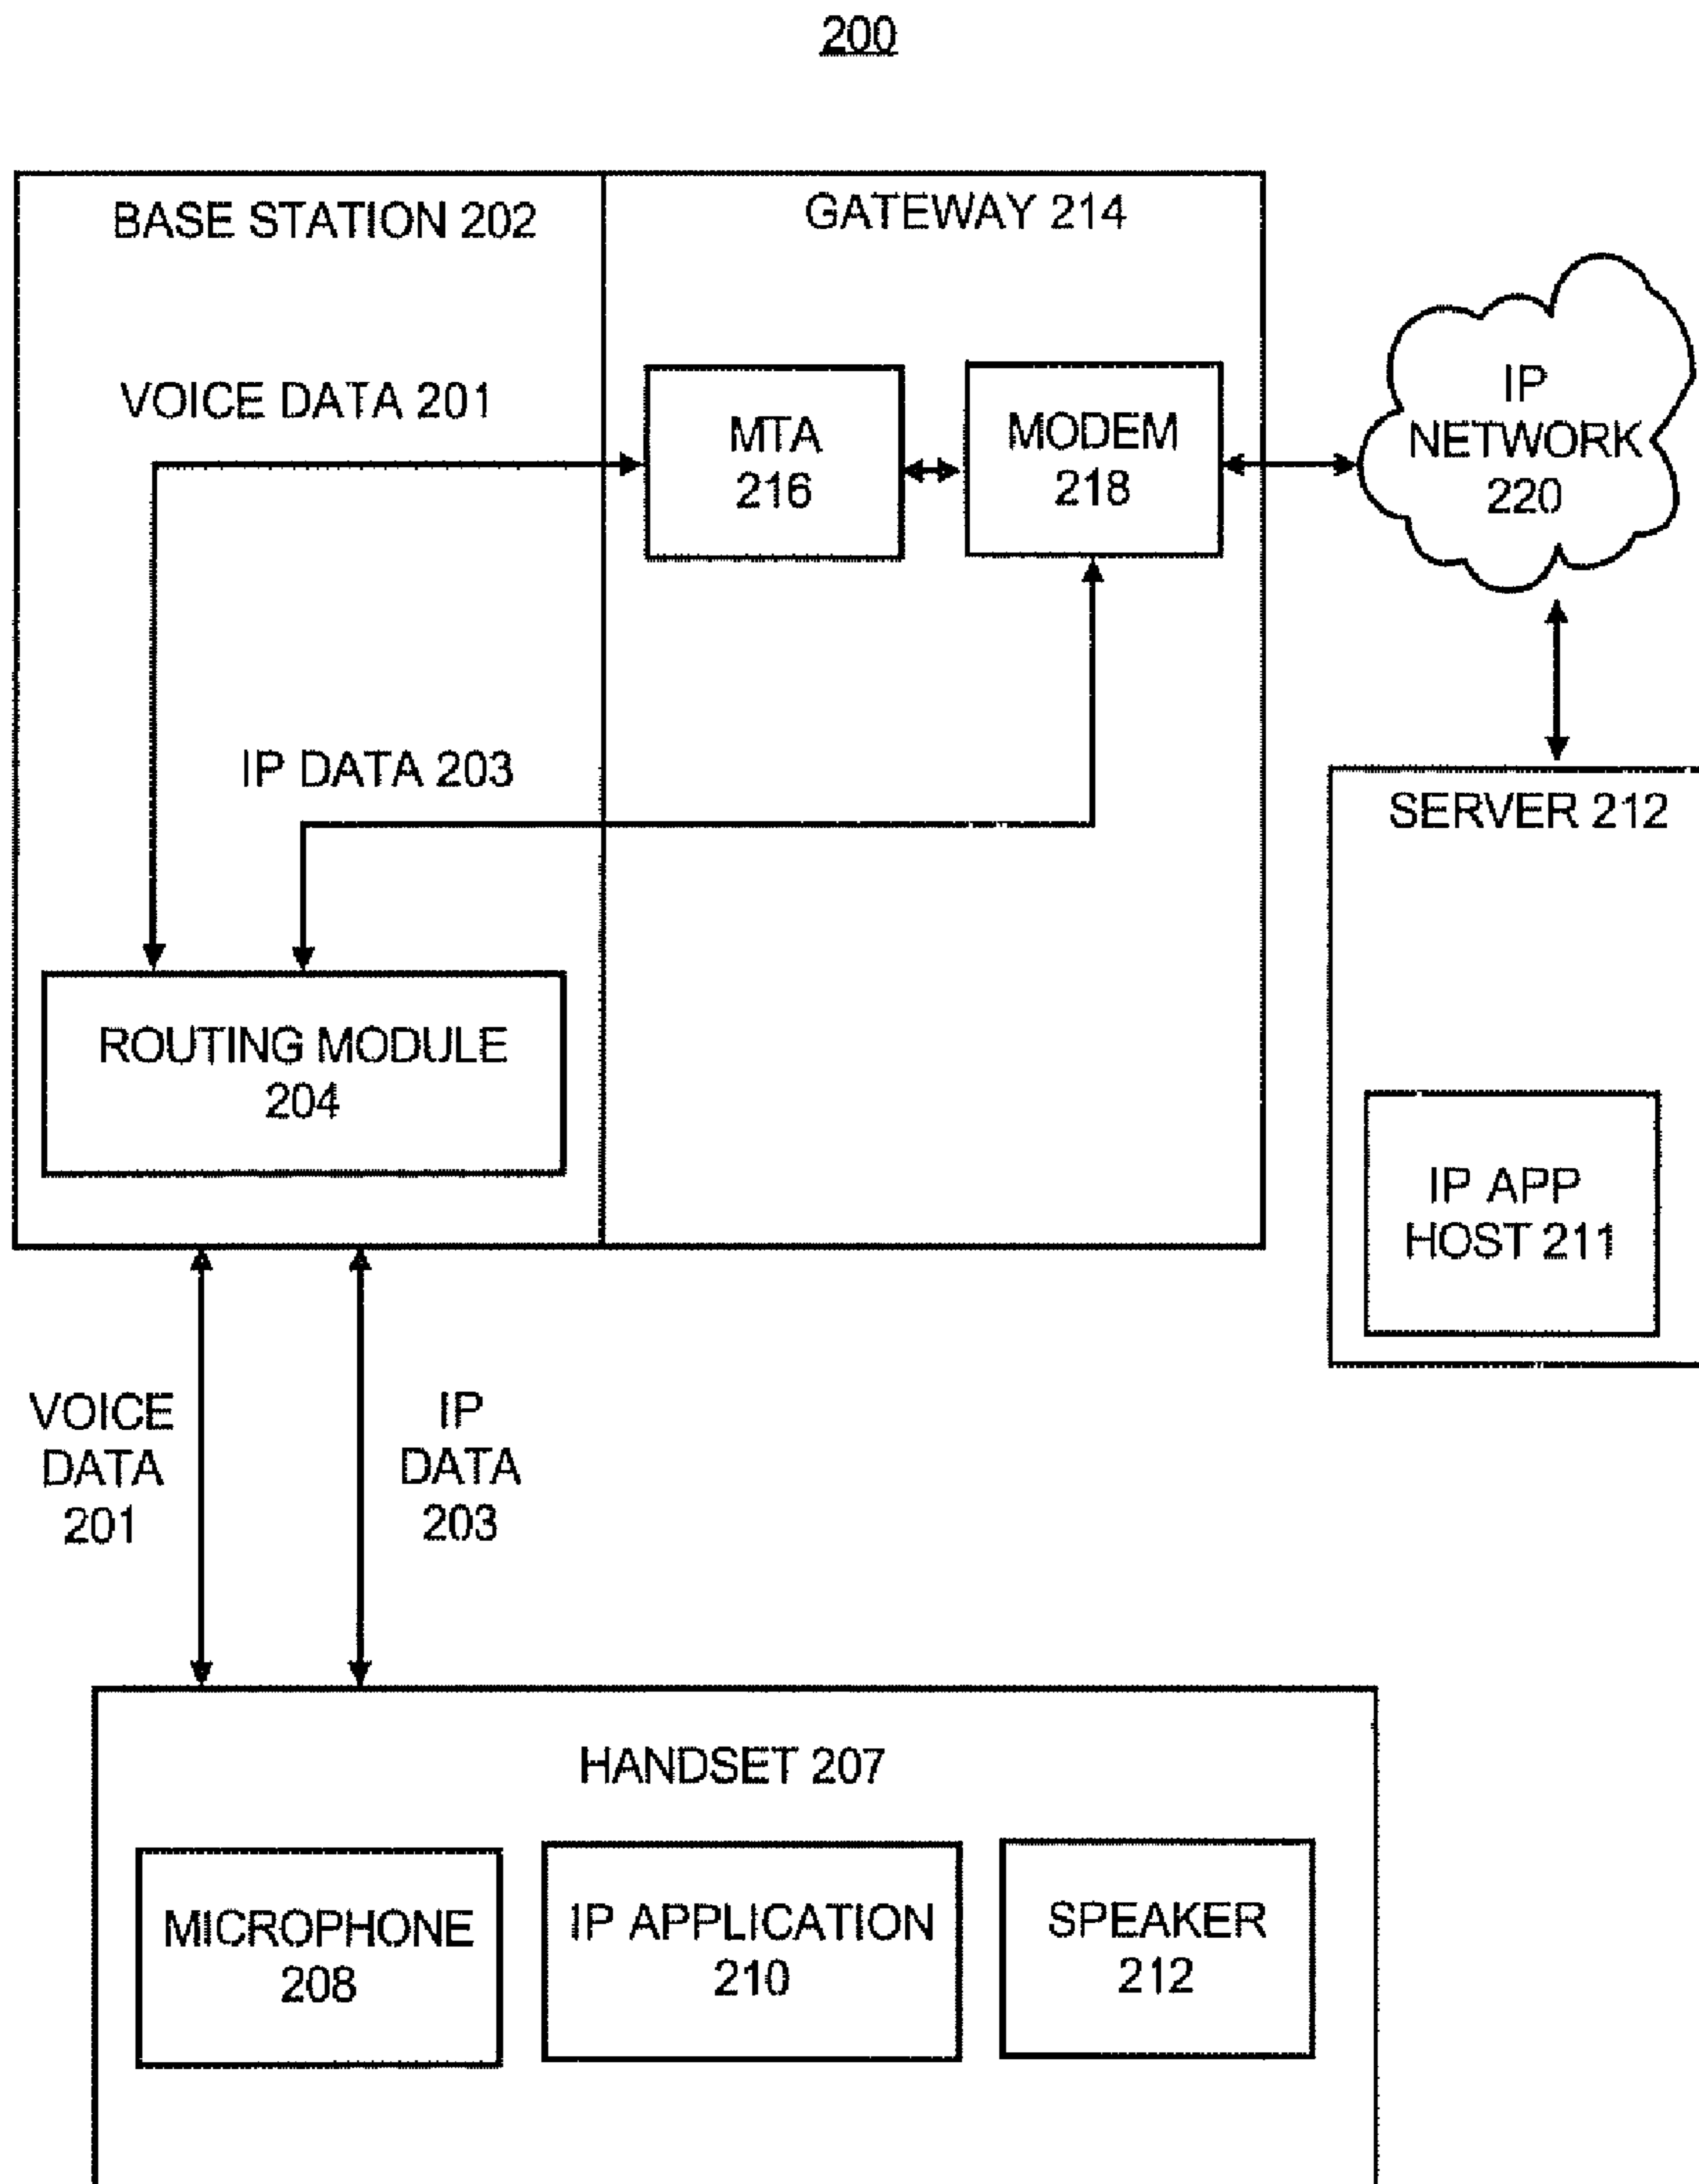 200
BASE STATION 202
GATEWAY 214
VOICE DATA 201
MTA
216
MODEM
218
IP
NETWORK
220
IP DATA 203
SERVER 212
ROUTING MODULE
204
IP APP
HOST 211
VOICE
DATA
201
IP
DATA
203
HANDSET 207
MICROPHONE
208
IP APPLICATION
210
SPEAKER
212